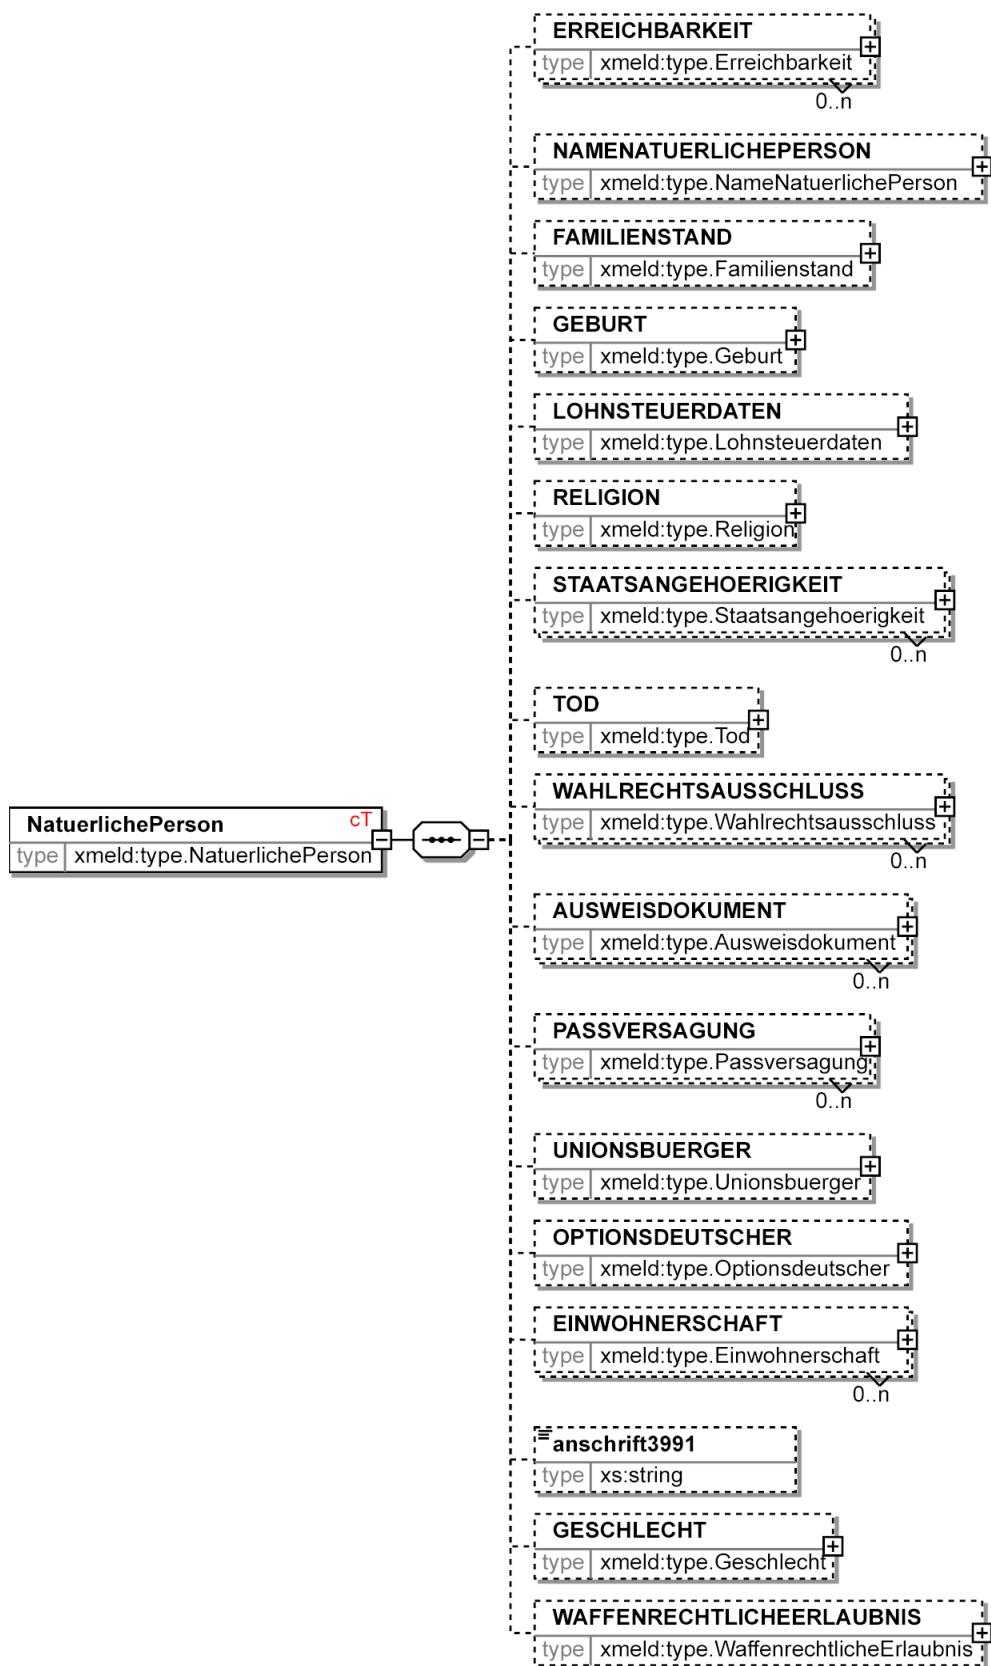 ERREICHBARKEIT
type xmeld:type.Erreichbarkeit
0..n
NAMENATUERLICHEPERSON
type xmeld:type.NameNatuerlichePerson
FAMILIENSTAND
type xmeld:type.Familienstand
GEBURT
type xmeld:type.Geburt
LOHNSTEUERDATEN
type xmeld:type.Lohnsteuerdaten
RELIGION
type xmeld:type.Religion
STAATSANGEHOERIGKEIT
type xmeld:type.Staatsangehoerigkeit
0..n
TOD
type xmeld:type.Tod
WAHLRECHTSAUSSCHLUSS
type xmeld:type.Wahlrechtsausschluss
0..n
NatuerlichePerson cT
type xmeld:type.NatuerlichePerson
AUSWEISDOKUMENT
type xmeld:type.Ausweisdokument
0..n
PASSVERSAGUNG
type xmeld:type.Passversagung
0..n
UNIONSBUERGER
type xmeld:type.Unionsbuerger
OPTIONSDEUTSCHER
type xmeld:type.Optionsdeutscher
EINWOHNERSCHAFT
type xmeld:type.Einwohnerschaft
0..n
anschrift3991
type xs:string
GESCHLECHT
type xmeld:type.Geschlecht
WAFFENRECHTLICHEERLAUBNIS
type xmeld:type.WaffenrechtlicheErlaubnis